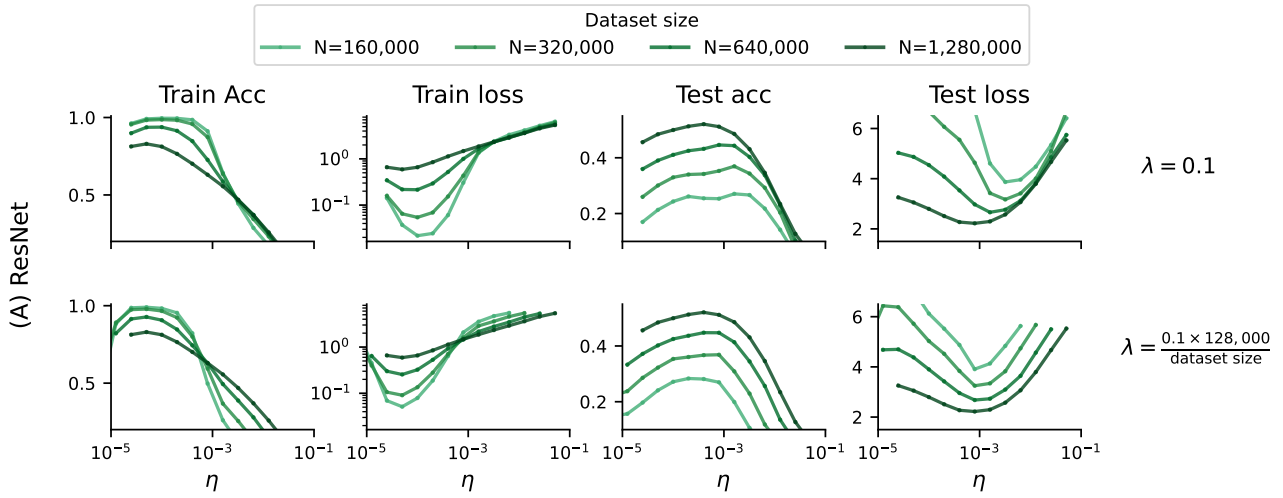 Dataset size
N=160,000 N=320,000 N=640,000 N=1,280,000
Train Acc Train loss Test acc Test loss
1.0
0.5
10⁰
10⁻¹
0.4
0.2
6
4
2
λ = 0.1
(A) ResNet
1.0
0.5
10⁰
10⁻¹
0.4
0.2
6
4
2
λ = 0.1 × 128,000 / dataset size
10⁻⁵ 10⁻³ 10⁻¹ 10⁻⁵ 10⁻³ 10⁻¹ 10⁻⁵ 10⁻³ 10⁻¹ 10⁻⁵ 10⁻³ 10⁻¹
η η η η